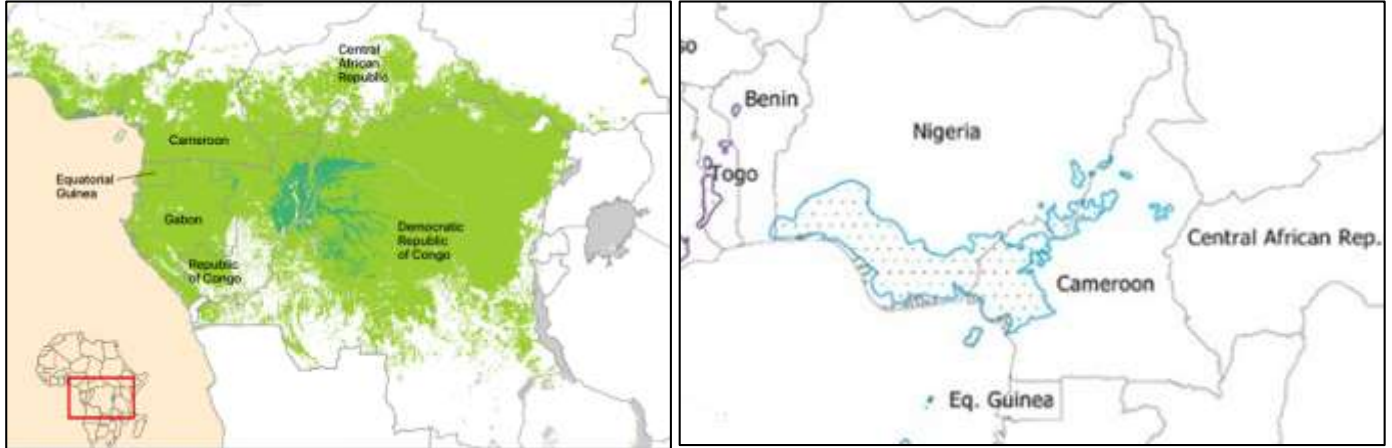 Central
African
Republic
Cameroon
Equatorial
Guinea
Gabon
Democratic
Republic
of Congo
Republic
of Congo
so
Benin
Nigeria
Togo
Central African Rep.
Cameroon
Eq. Guinea